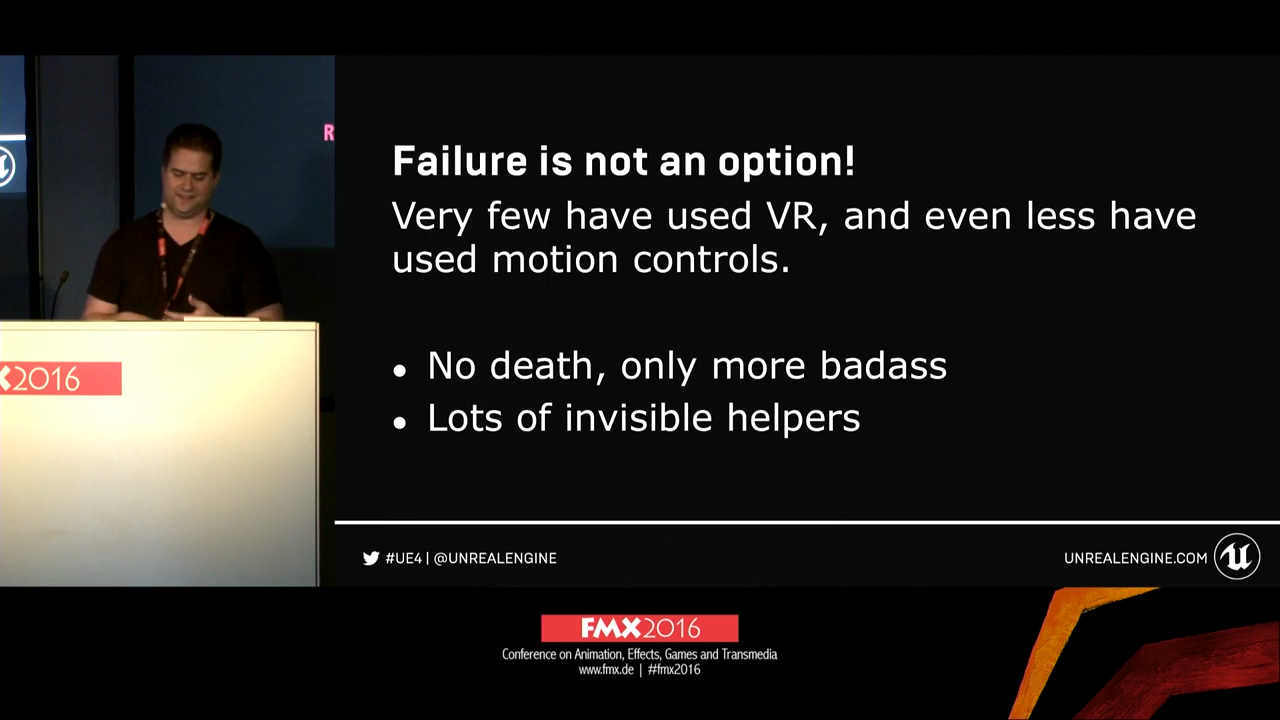 R
Failure is not an option!
Very few have used VR, and even less have
used motion controls.
• No death, only more badass
• Lots of invisible helpers
X2016
#UE4 | @UNREALENGINE
UNREALENGINE.COM
FMX2016
Conference on Animation, Effects, Games and Transmedia
www.fmx.de | #fmx2016